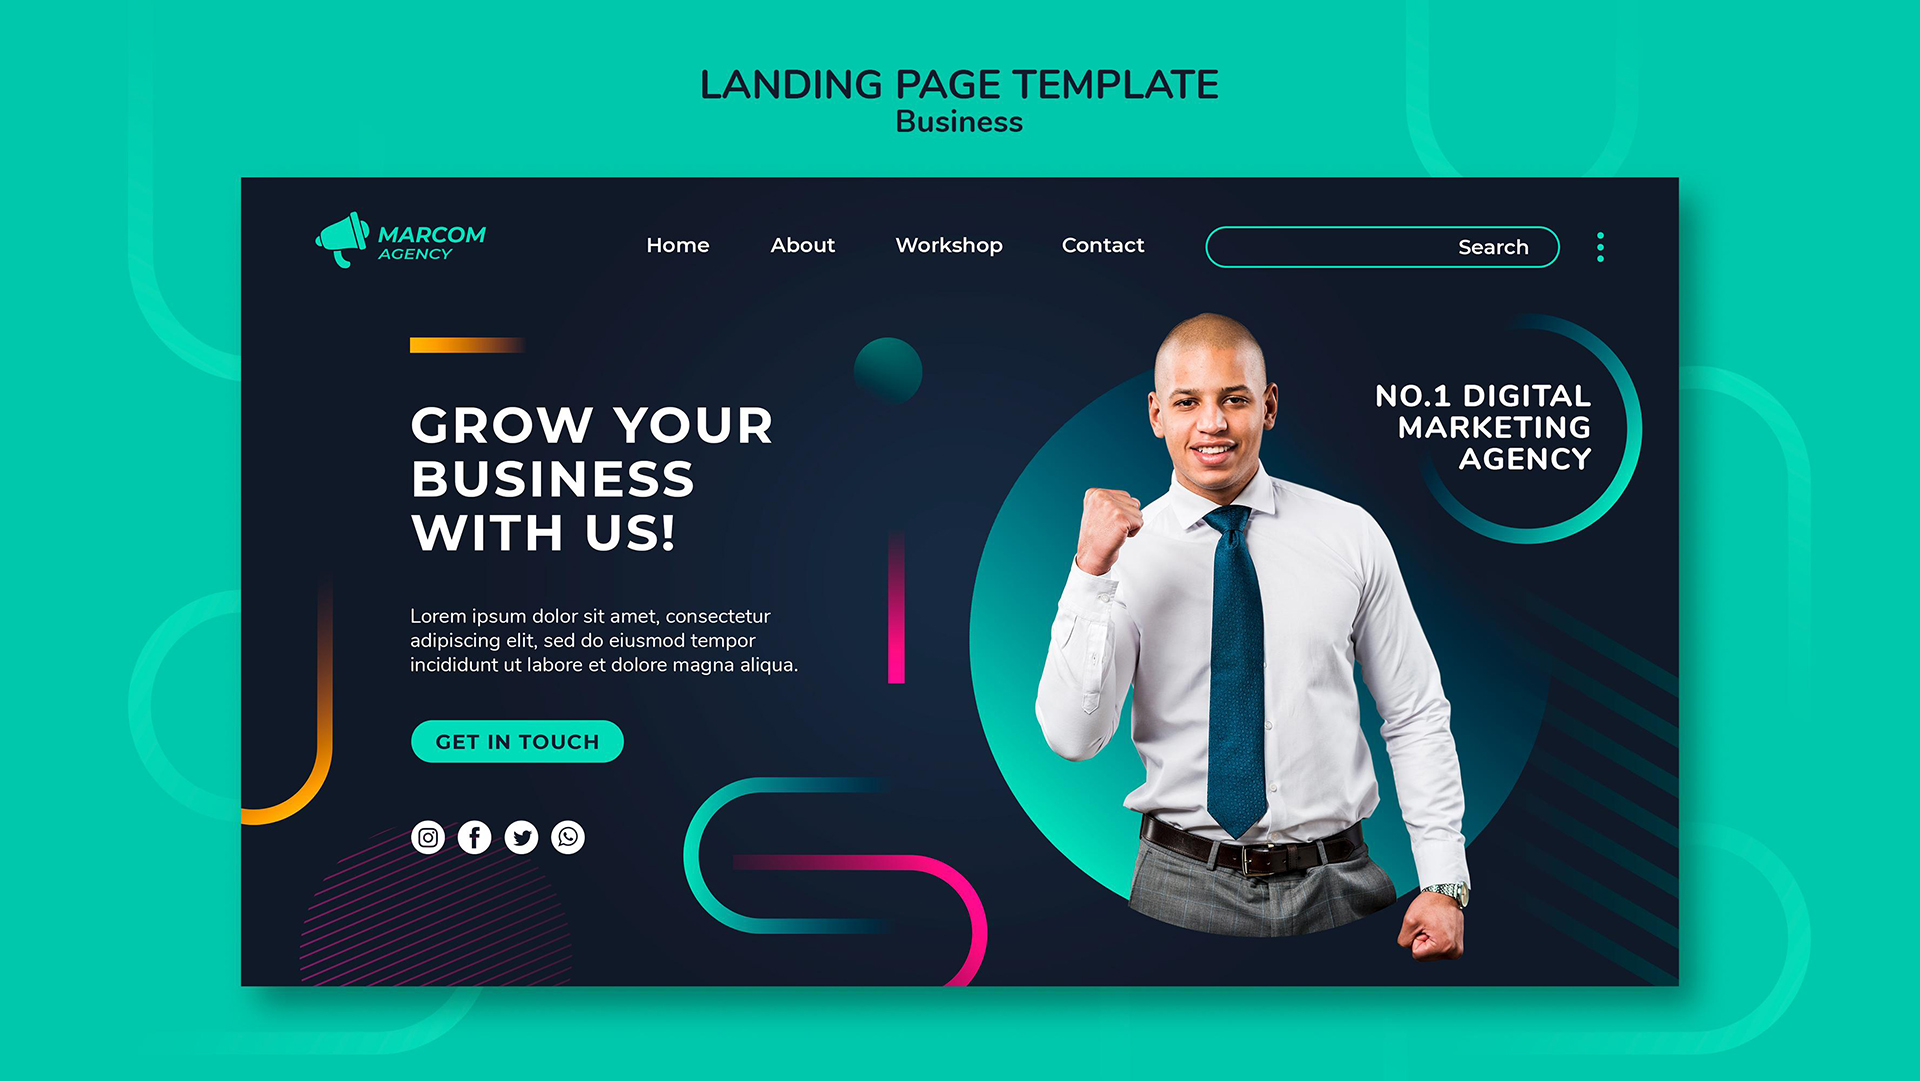 LANDING PAGE TEMPLATE
Business
MARCOM
AGENCY
Home
About
Workshop
Contact
Search
NO.1 DIGITAL
MARKETING
AGENCY
GROW YOUR
BUSINESS
WITH US!
Lorem ipsum dolor sit amet, consectetur
adipiscing elit, sed do eiusmod tempor
incididunt ut labore et dolore magna aliqua.
GET IN TOUCH